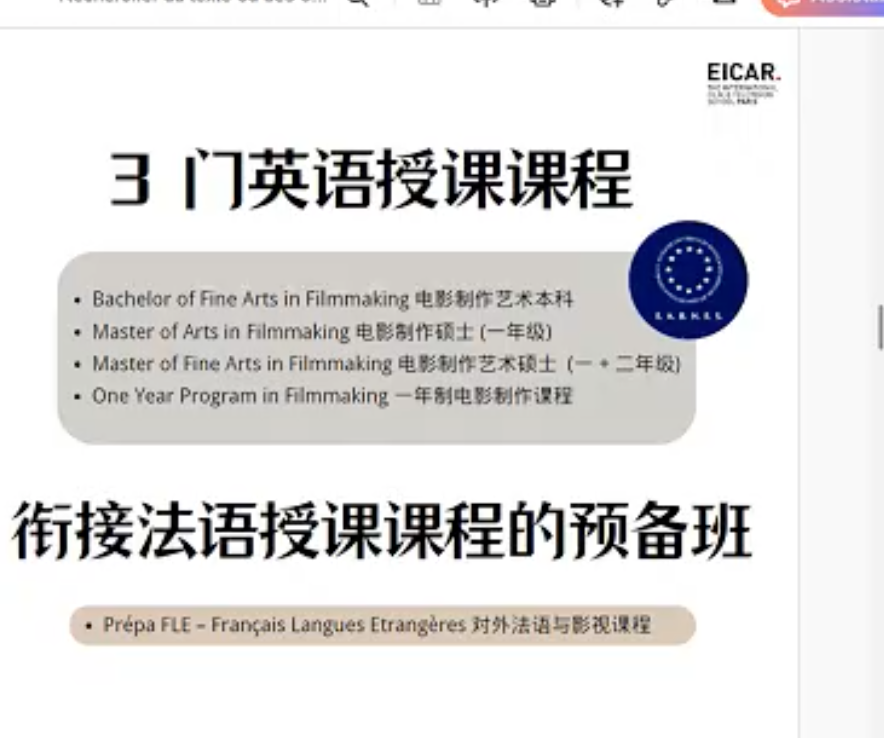 EICAR.
THE INTERNATIONAL
FILM & TELEVISION
SCHOOL PARIS
3 门英语授课课程
• Bachelor of Fine Arts in Filmmaking 电影制作艺术本科
• Master of Arts in Filmmaking 电影制作硕士 (一年级)
• Master of Fine Arts in Filmmaking 电影制作艺术硕士 (一 + 二年级)
• One Year Program in Filmmaking 一年制电影制作课程
衔接法语授课课程的预备班
• Prépa FLE – Français Langues Etrangères 对外法语与影视课程